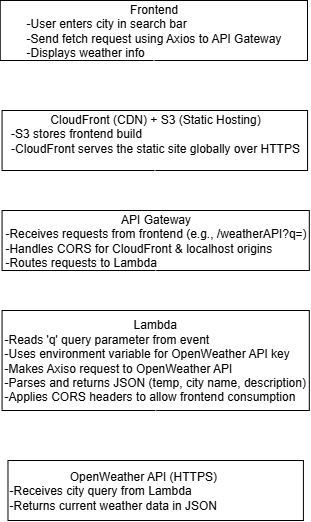 Frontend
-User enters city in search bar
-Send fetch request using Axios to API Gateway
-Displays weather info
CloudFront (CDN) + S3 (Static Hosting)
-S3 stores frontend build
-CloudFront serves the static site globally over HTTPS
API Gateway
-Receives requests from frontend (e.g., /weatherAPI?q=)
-Handles CORS for CloudFront & localhost origins
-Routes requests to Lambda
Lambda
-Reads 'q' query parameter from event
-Uses environment variable for OpenWeather API key
-Makes Axiso request to OpenWeather API
-Parses and returns JSON (temp, city name, description)
-Applies CORS headers to allow frontend consumption
OpenWeather API (HTTPS)
-Receives city query from Lambda
-Returns current weather data in JSON